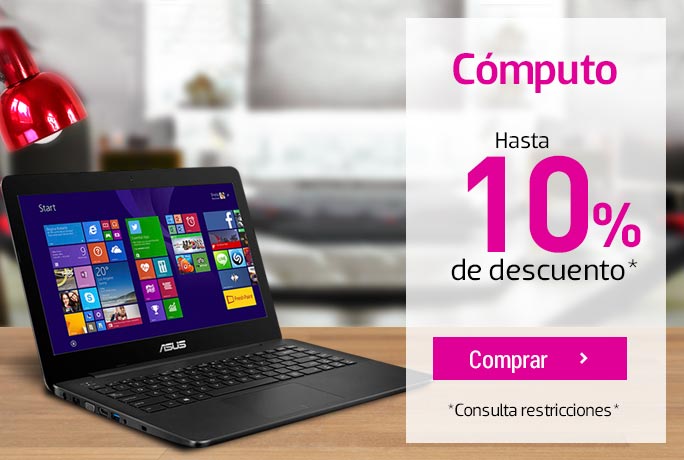 Cómputo
Hasta
10%
de descuento*
Comprar >
*Consulta restricciones*
Start
ASUS